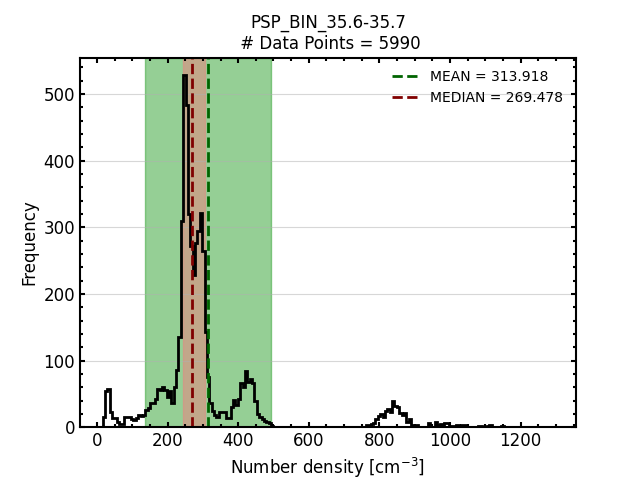 PSP_BIN_35.6-35.7
# Data Points = 5990
MEAN = 313.918
MEDIAN = 269.478
Frequency
500
400
300
200
100
0
0 200 400 600 800 1000 1200
Number density [cm⁻³]